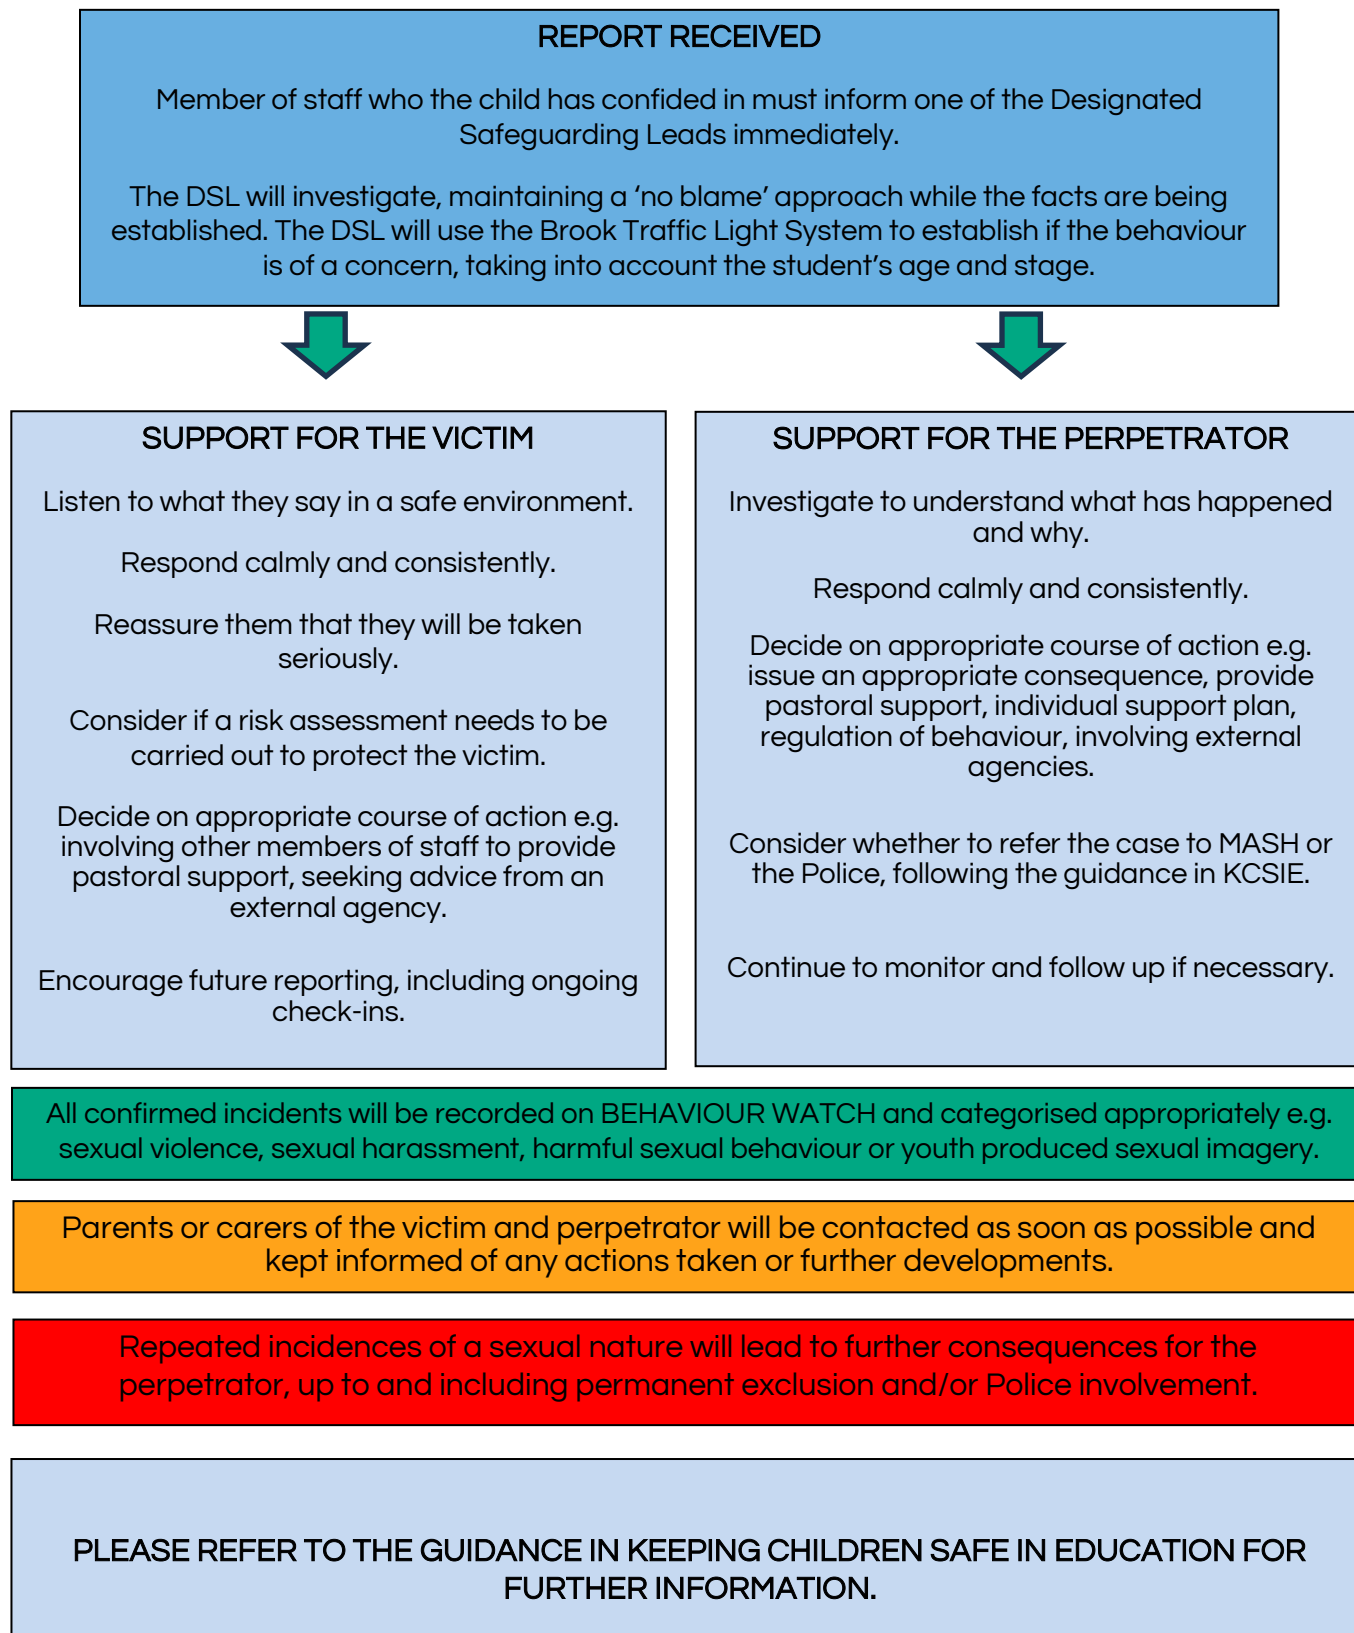 REPORT RECEIVED
Member of staff who the child has confided in must inform one of the Designated
Safeguarding Leads immediately.
The DSL will investigate, maintaining a ‘no blame’ approach while the facts are being
established. The DSL will use the Brook Traffic Light System to establish if the behaviour
is of a concern, taking into account the student’s age and stage.
SUPPORT FOR THE VICTIM
Listen to what they say in a safe environment.
Respond calmly and consistently.
Reassure them that they will be taken
seriously.
Consider if a risk assessment needs to be
carried out to protect the victim.
Decide on appropriate course of action e.g.
involving other members of staff to provide
pastoral support, seeking advice from an
external agency.
Encourage future reporting, including ongoing
check-ins.
SUPPORT FOR THE PERPETRATOR
Investigate to understand what has happened
and why.
Respond calmly and consistently.
Decide on appropriate course of action e.g.
issue an appropriate consequence, provide
pastoral support, individual support plan,
regulation of behaviour, involving external
agencies.
Consider whether to refer the case to MASH or
the Police, following the guidance in KCSIE.
Continue to monitor and follow up if necessary.
All confirmed incidents will be recorded on BEHAVIOUR WATCH and categorised appropriately e.g.
sexual violence, sexual harassment, harmful sexual behaviour or youth produced sexual imagery.
Parents or carers of the victim and perpetrator will be contacted as soon as possible and
kept informed of any actions taken or further developments.
Repeated incidences of a sexual nature will lead to further consequences for the
perpetrator, up to and including permanent exclusion and/or Police involvement.
PLEASE REFER TO THE GUIDANCE IN KEEPING CHILDREN SAFE IN EDUCATION FOR
FURTHER INFORMATION.